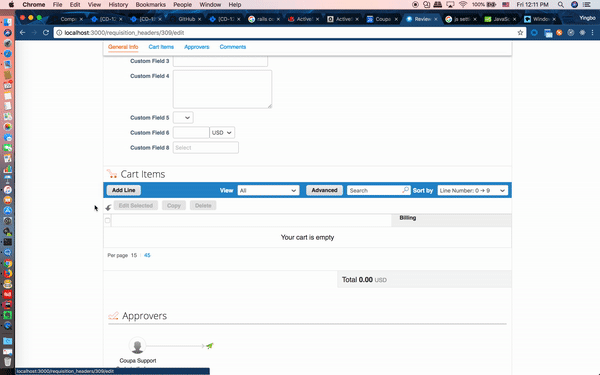 Chrome File Edit View History Bookmarks People Window Help 100% Fri 12:11 PM
Comp [CD-1 [CD-1 GitHub [CD-1 rails c Active Active Coupa Review js seti JavaS Windo Yingbo
localhost:3000/requisition_headers/309/edit
General Info Cart Items Approvers Comments
Custom Field 3
Custom Field 4
Custom Field 5
Custom Field 6 USD
Custom Field 8 Select
Cart Items
Add Line View All Advanced Search Sort by Line Number: 0 → 9
Edit Selected Copy Delete
Billing
Your cart is empty
Per page 15 | 45
Total 0.00 USD
Approvers
Coupa Support
localhost:3000/requisition_headers/309/edit